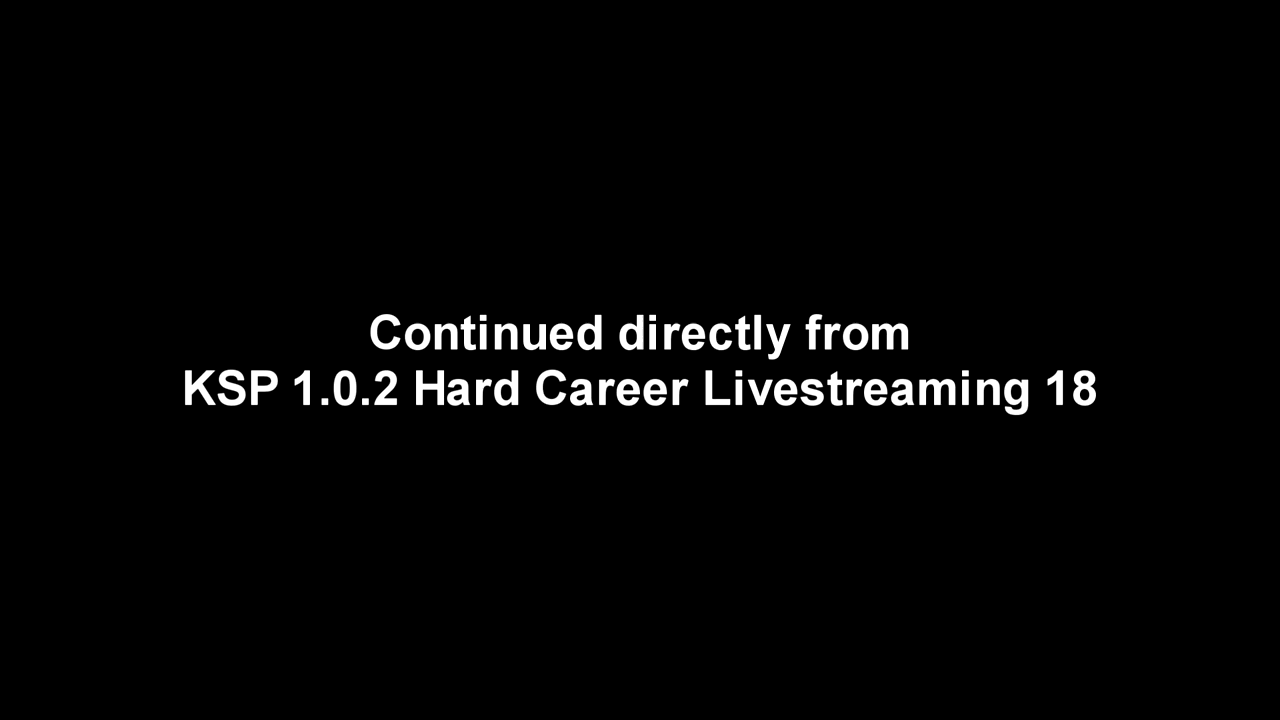 Continued directly from
KSP 1.0.2 Hard Career Livestreaming 18